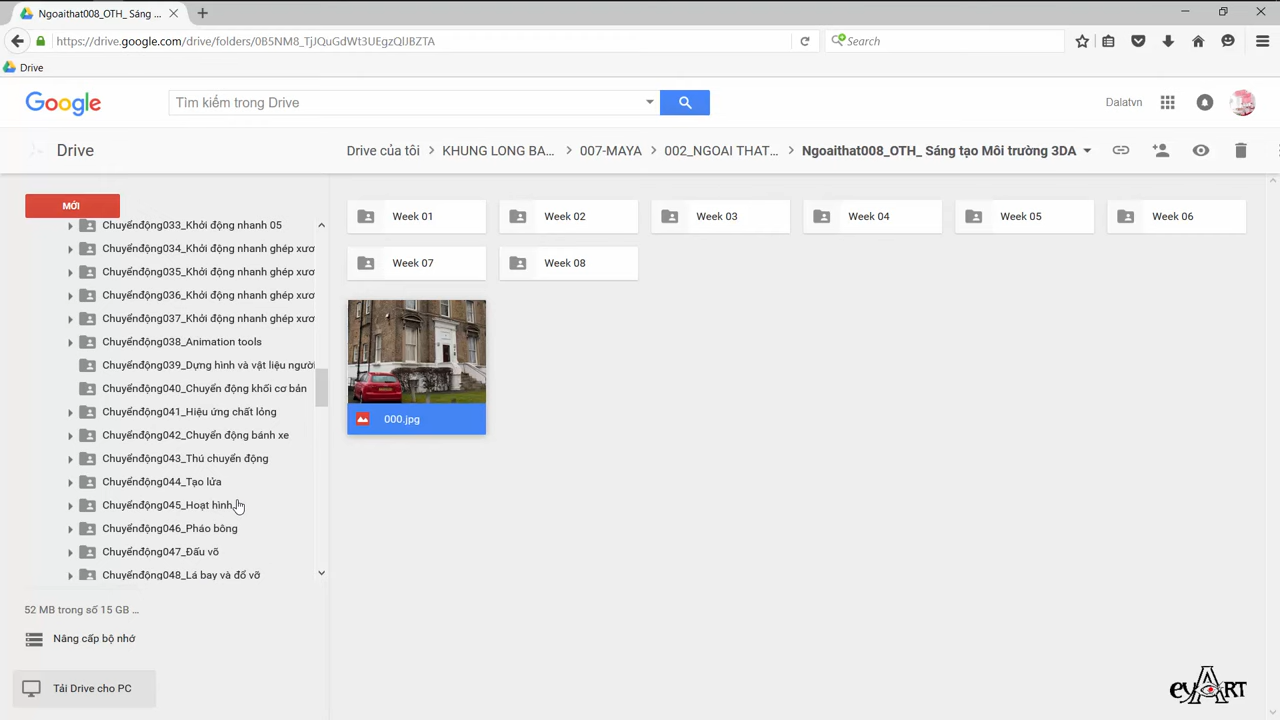 Ngoaithat008_OTH_ Sáng ...
https://drive.google.com/drive/folders/0B5NM8_TjJQuGdWt3UEgzQlJBZTA
Search
Drive
Google
Tìm kiếm trong Drive
Dalatvn
Drive
Drive của tôi
KHUNG LONG BA...
007-MAYA
002_NGOAI THAT...
Ngoaithat008_OTH_ Sáng tạo Môi trường 3DA
MỚI
Chuyểnđộng033_Khởi động nhanh 05
Chuyểnđộng034_Khởi động nhanh ghép xươ
Chuyểnđộng035_Khởi động nhanh ghép xươ
Chuyểnđộng036_Khởi động nhanh ghép xươ
Chuyểnđộng037_Khởi động nhanh ghép xươ
Chuyểnđộng038_Animation tools
Chuyểnđộng039_Dựng hình và vật liệu người
Chuyểnđộng040_Chuyển động khối cơ bản
Chuyểnđộng041_Hiệu ứng chất lỏng
Chuyểnđộng042_Chuyển động bánh xe
Chuyểnđộng043_Thú chuyển động
Chuyểnđộng044_Tạo lửa
Chuyểnđộng045_Hoạt hình
Chuyểnđộng046_Pháo bông
Chuyểnđộng047_Đấu võ
Chuyểnđộng048_Lá bay và đổ vỡ
52 MB trong số 15 GB ...
Nâng cấp bộ nhớ
Tải Drive cho PC
Week 01
Week 02
Week 03
Week 04
Week 05
Week 06
Week 07
Week 08
000.jpg
eyART